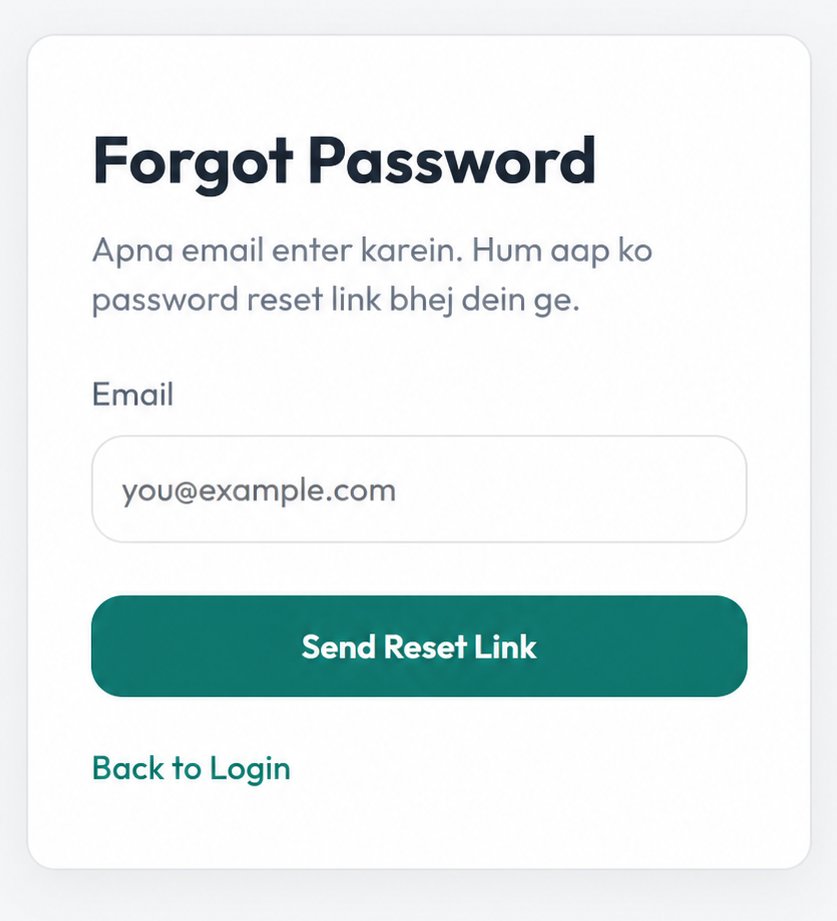 Forgot Password
Apna email enter karein. Hum aap ko
password reset link bhej dein ge.
Email
you@example.com
Send Reset Link
Back to Login